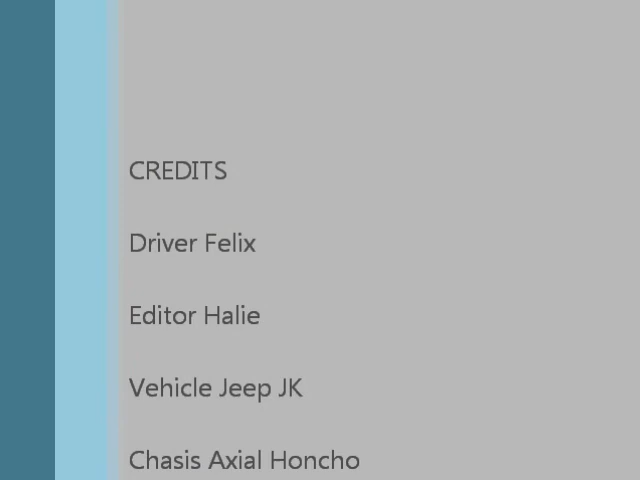 CREDITS
Driver Felix
Editor Halie
Vehicle Jeep JK
Chasis Axial Honcho